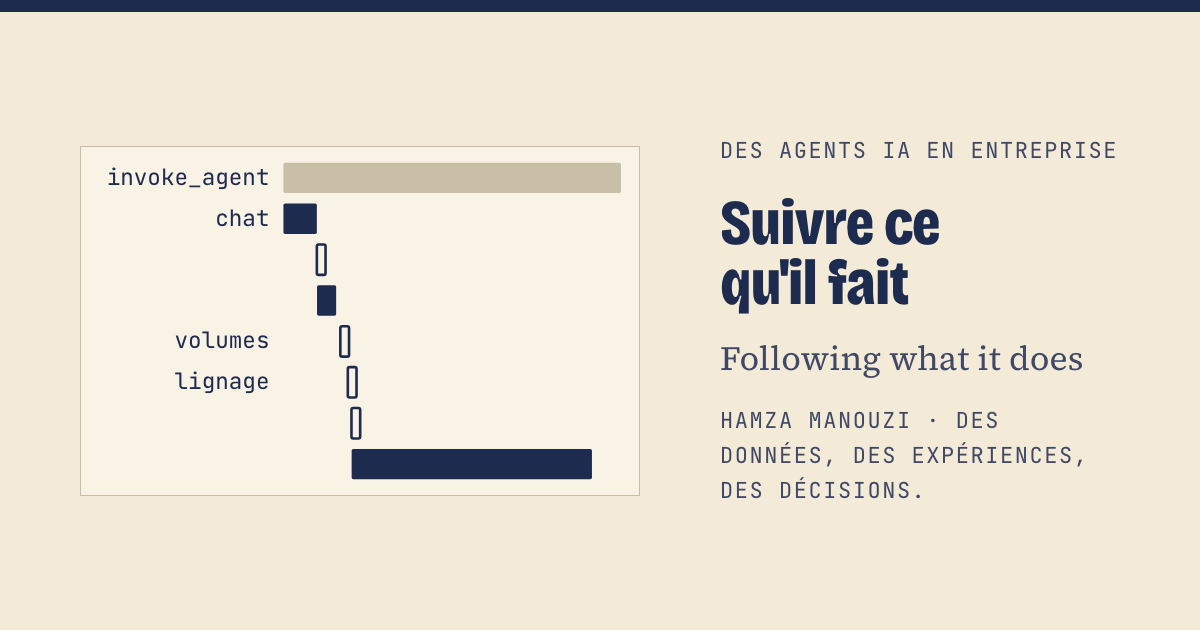 invoke_agent
chat
volumes
lignage
DES AGENTS IA EN ENTREPRISE
Suivre ce
qu'il fait
Following what it does
HAMZA MANOUZI · DES
DONNÉES, DES EXPÉRIENCES,
DES DÉCISIONS.